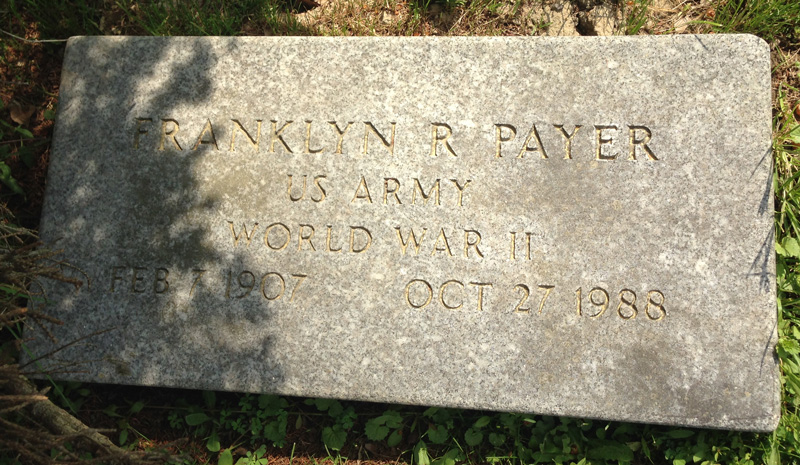 FRANKLYN R PAYER
US ARMY
WORLD WAR II
FEB 7 1907 OCT 27 1988